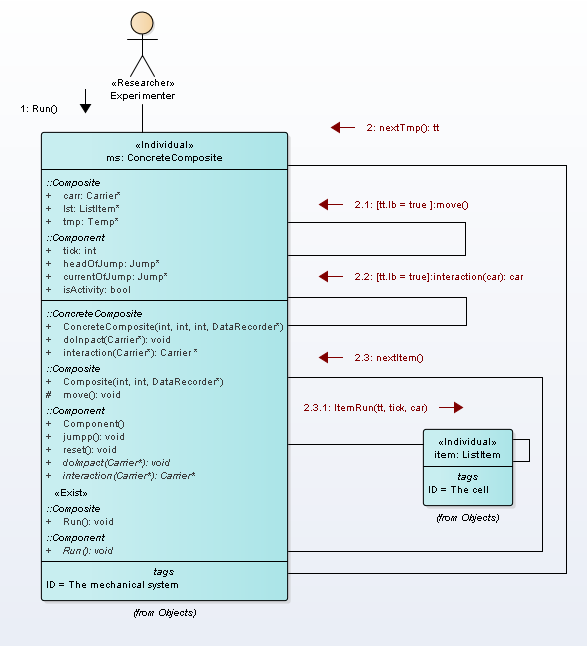 «Researcher»
Experimenter
1: Run()
2: nextTmp(): tt
«Individual»
ms: ConcreteComposite
::Composite
+ carr: Carrier*
+ lst: ListItem*
+ tmp: Temp*
::Component
+ tick: int
+ headOfJump: Jump*
+ currentOfJump: Jump*
+ isActivity: bool
::ConcreteComposite
+ ConcreteComposite(int, int, int, DataRecorder*)
+ doInpact(Carrier*): void
+ interaction(Carrier*): Carrier *
::Composite
+ Composite(int, int, DataRecorder*)
# move(): void
::Component
+ Component()
+ jumpp(): void
+ reset(): void
+ doImpact(Carrier*): void
+ interaction(Carrier*): Carrier*
«Exist»
::Composite
+ Run(): void
::Component
+ Run(): void
tags
ID = The mechanical system
(from Objects)
2.1: [tt.lb = true ]:move()
2.2: [tt.lb = true]:interaction(car): car
2.3: nextItem()
2.3.1: ItemRun(tt, tick, car)
«Individual»
item: ListItem
tags
ID = The cell
(from Objects)